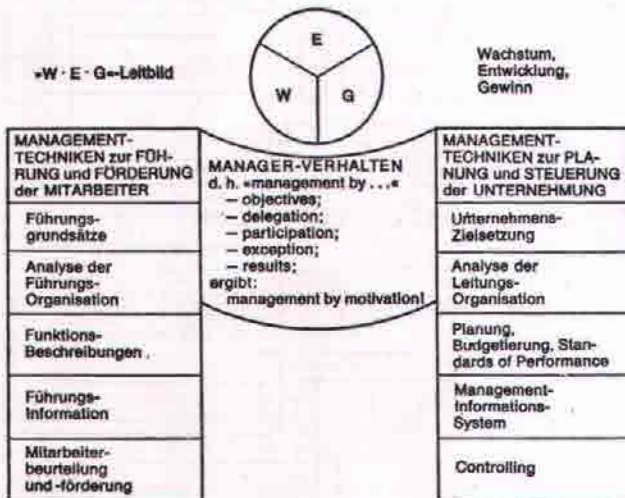 E
W
G
»W · E · G«-Leitbild
Wachstum,
Entwicklung,
Gewinn
MANAGEMENT-
TECHNIKEN zur FÜH-
RUNG und FÖRDERUNG
der MITARBEITER
Führungs-
grundsätze
Analyse der
Führungs-
Organisation
Funktions-
Beschreibungen
Führungs-
Information
Mitarbeiter-
beurteilung
und -förderung
MANAGER-VERHALTEN
d. h. »management by ...«
– objectives;
– delegation;
– participation;
– exception;
– results;
ergibt:
management by motivation!
MANAGEMENT-
TECHNIKEN zur PLA-
NUNG und STEUERUNG
der UNTERNEHMUNG
Unternehmens-
Zielsetzung
Analyse der
Leitungs-
Organisation
Planung,
Budgetierung, Stan-
dards of Performance
Management-
Informations-
System
Controlling